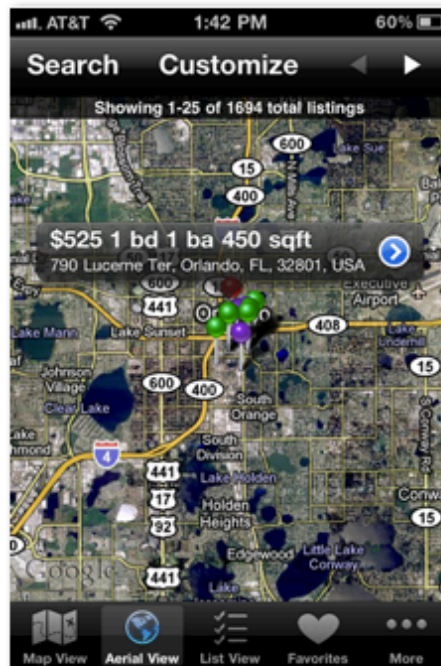 AT&T 1:42 PM 60%
Search Customize
Showing 1-25 of 1694 total listings
600
Lake Sue
15
400
$525 1 bd 1 ba 450 sqft
790 Lucerne Ter, Orlando, FL, 32801, USA
Executive
Airport
441
Lake Mann
Lake Sunset
408
Lake
Underhill
Johnson
Village
600
400
15
South
Orange
Clear Lake
S Conway Rd
4
South
Division
441
Lake Holden
17
Holden
Heights
15
92
Edgewood
Little Lake
Conway
Google
441
Lake
Map View Aerial View List View Favorites More